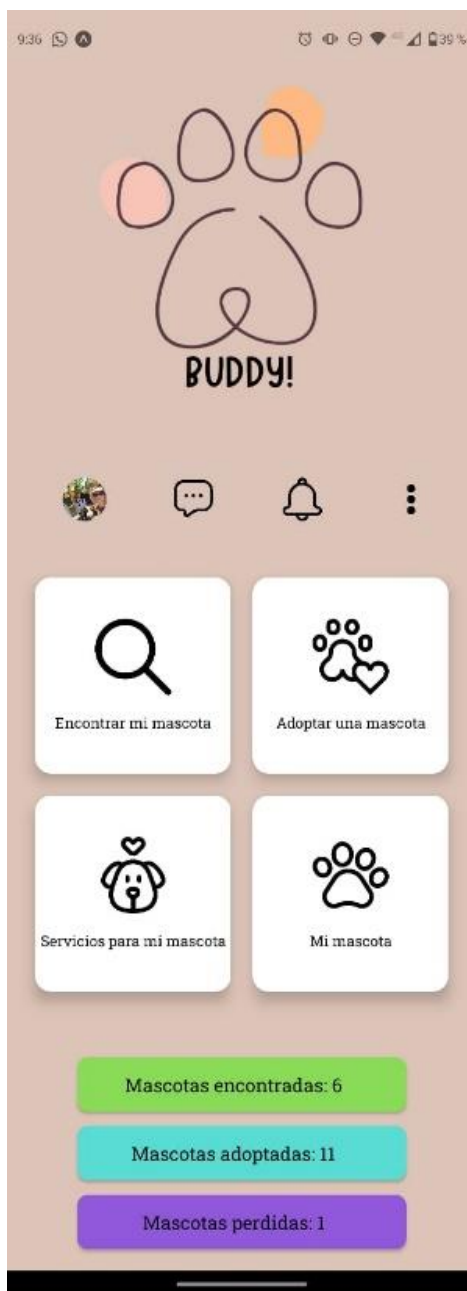 9:36 39 %
BUDDY!
Encontrar mi mascota Adoptar una mascota
Servicios para mi mascota Mi mascota
Mascotas encontradas: 6
Mascotas adoptadas: 11
Mascotas perdidas: 1